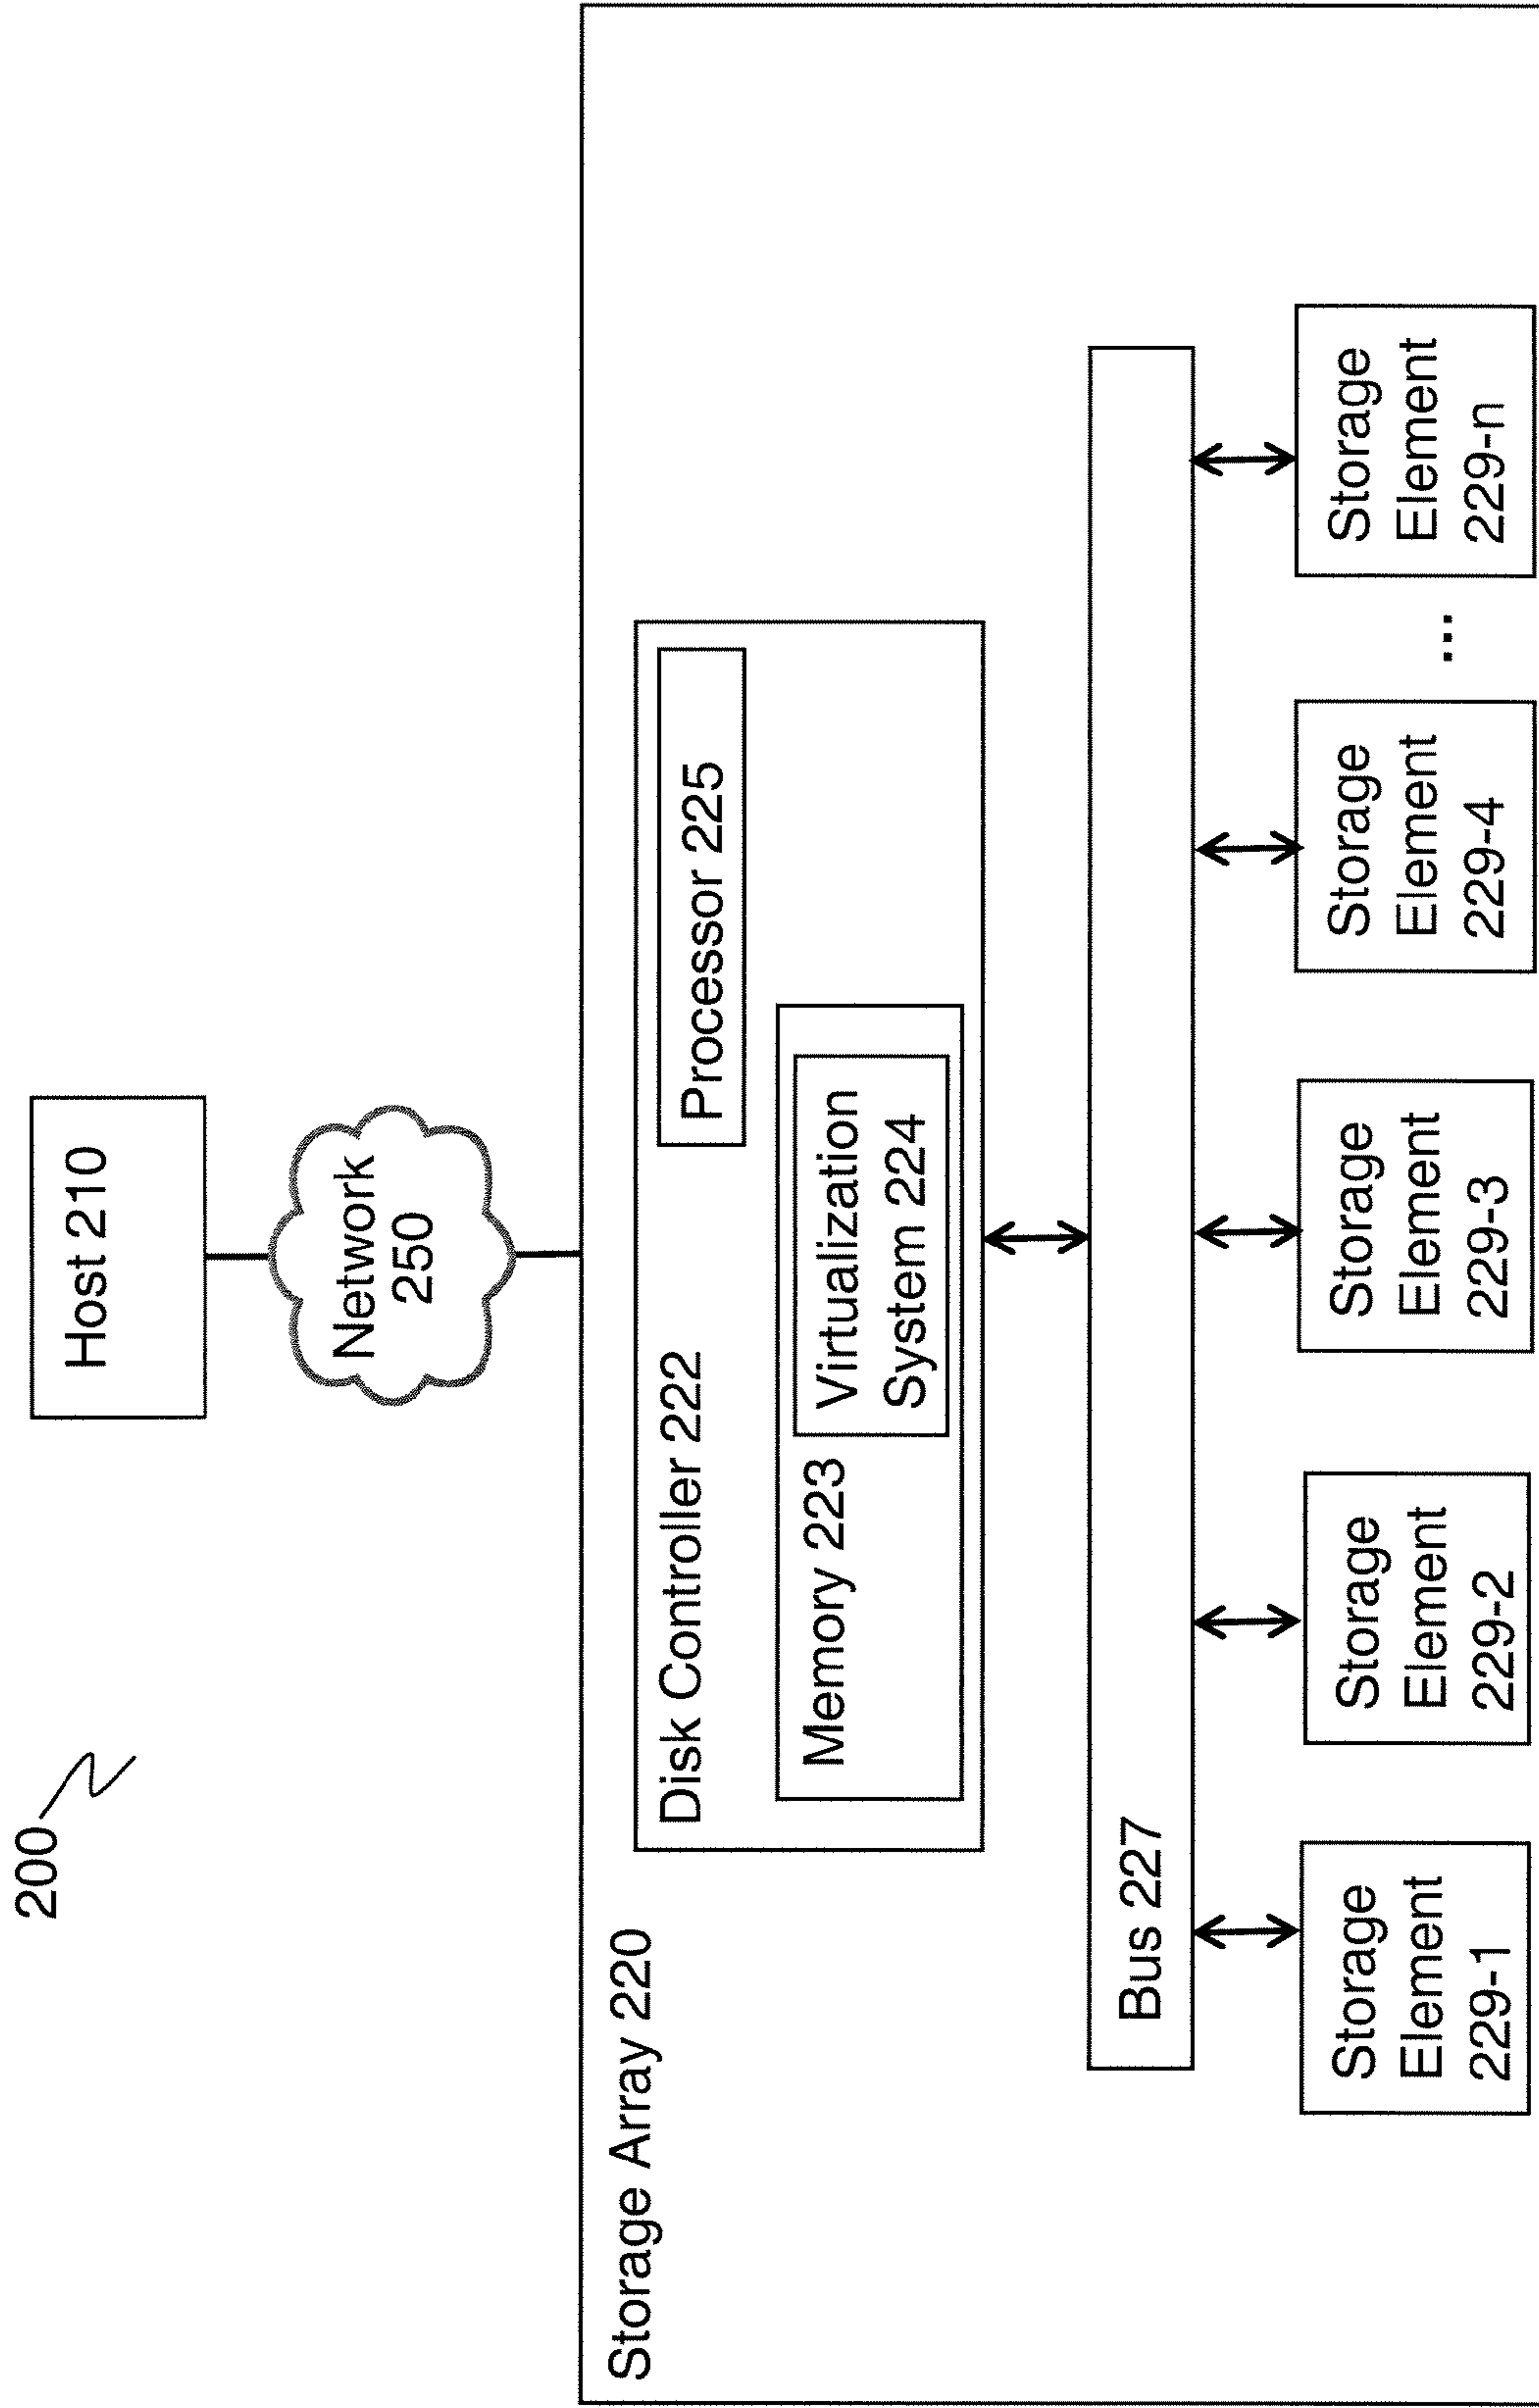 200
Host 210
Network
250
Storage Array 220
Disk Controller 222
Processor 225
Memory 223
Virtualization
System 224
Bus 227
Storage
Element
229-1
Storage
Element
229-2
Storage
Element
229-3
Storage
Element
229-4
...
Storage
Element
229-n